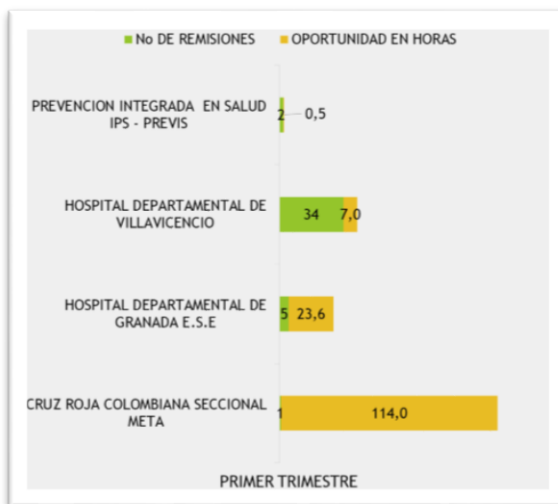 No DE REMISIONES OPORTUNIDAD EN HORAS
PREVENCION INTEGRADA EN SALUD
IPS - PREVIS
2 0,5
HOSPITAL DEPARTAMENTAL DE
VILLAVICENCIO
34 7,0
HOSPITAL DEPARTAMENTAL DE
GRANADA E.S.E
5 23,6
CRUZ ROJA COLOMBIANA SECCIONAL
META
1 114,0
PRIMER TRIMESTRE